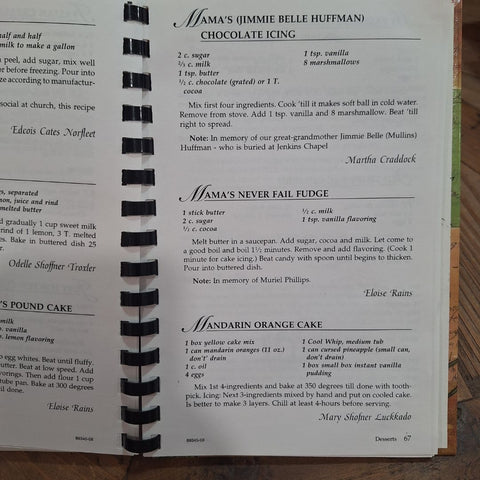 half and half
milk to make a gallon
peel, add sugar, mix well
before freezing. Pour into
ze according to manufactur-
social at church, this recipe
Edcois Cates Norfleet
s, separated
mon, juice and rind
melted butter
d gradually 1 cup sweet milk
rind of 1 lemon, 3 T. melted
es. Bake in buttered dish 25
water.
Odelle Shoffner Troxler
'S POUND CAKE
milk
p. vanilla
p. lemon flavoring
o egg whites. Beat until fluffy.
butter. Beat at low speed. Add
vorings. Then add flour 1 cup
tube pan. Bake at 300 degrees
til done.
Eloise Rains
B9345-08
MAMA'S (JIMMIE BELLE HUFFMAN)
CHOCOLATE ICING
2 c. sugar
⅔ c. milk
1 tsp. butter
½ c. chocolate (grated) or 1 T.
cocoa
1 tsp. vanilla
8 marshmallows
Mix first four ingredients. Cook 'till it makes soft ball in cold water.
Remove from stove. Add 1 tsp. vanilla and 8 marshmallow. Beat 'till
right to spread.
Note: In memory of our great-grandmother Jimmie Belle (Mullins)
Huffman - who is buried at Jenkins Chapel
Martha Craddock
MAMA'S NEVER FAIL FUDGE
1 stick butter
2 c. sugar
½ c. cocoa
½ c. milk
1 tsp. vanilla flavoring
Melt butter in a saucepan. Add sugar, cocoa and milk. Let come to
a good boil and boil 1½ minutes. Remove and add flavoring. (Cook 1
minute for cake icing.) Beat candy with spoon until begins to thicken.
Pour into buttered dish.
Note: In memory of Muriel Phillips.
Eloise Rains
MANDARIN ORANGE CAKE
1 box yellow cake mix
1 can mandarin oranges (11 oz.)
don't' drain)
1 c. oil
4 eggs
1 Cool Whip, medium tub
1 can cursed pineapple (small can,
don't drain)
1 box small box instant vanilla
pudding
Mix 1st 4-ingredients and bake at 350 degrees till done with tooth-
pick. Icing: Next 3-ingredients mixed by hand and put on cooled cake.
Is better to make 3 layers. Chill at least 4-hours before serving.
Mary Shofner Luckkado
B9345-08
Desserts 67